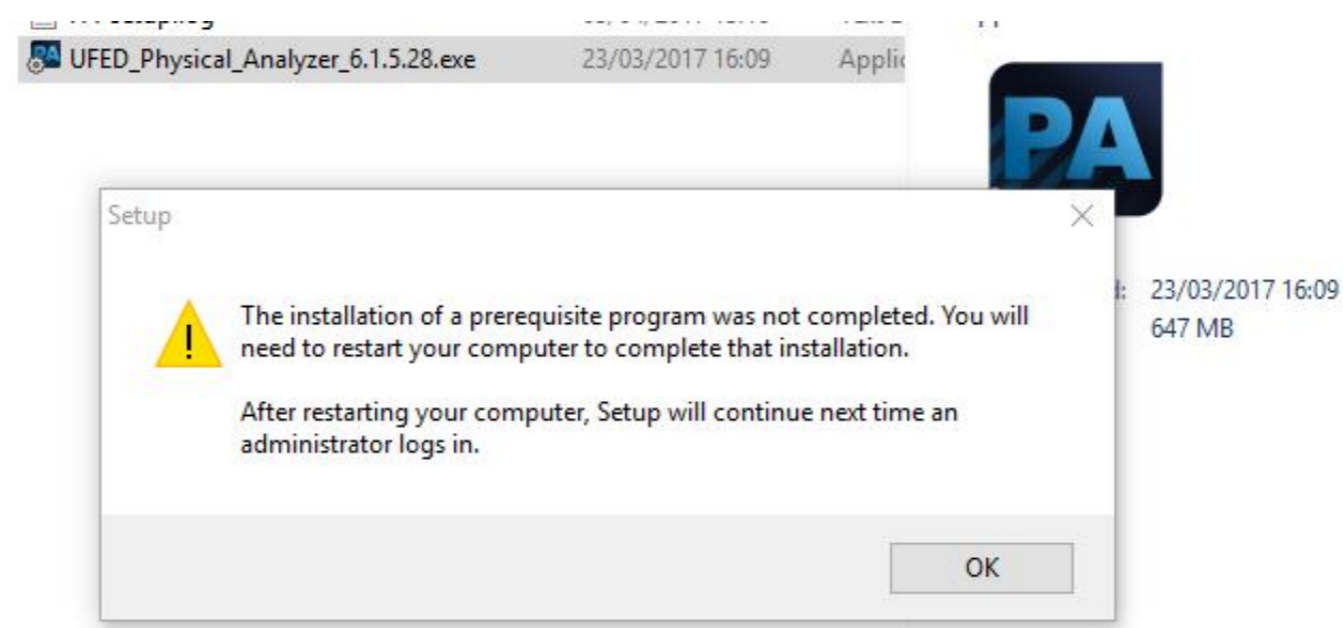 UFED_Physical_Analyzer_6.1.5.28.exe 23/03/2017 16:09 Applic
PA
Setup
23/03/2017 16:09
The installation of a prerequisite program was not completed. You will
need to restart your computer to complete that installation.
647 MB
After restarting your computer, Setup will continue next time an
administrator logs in.
OK